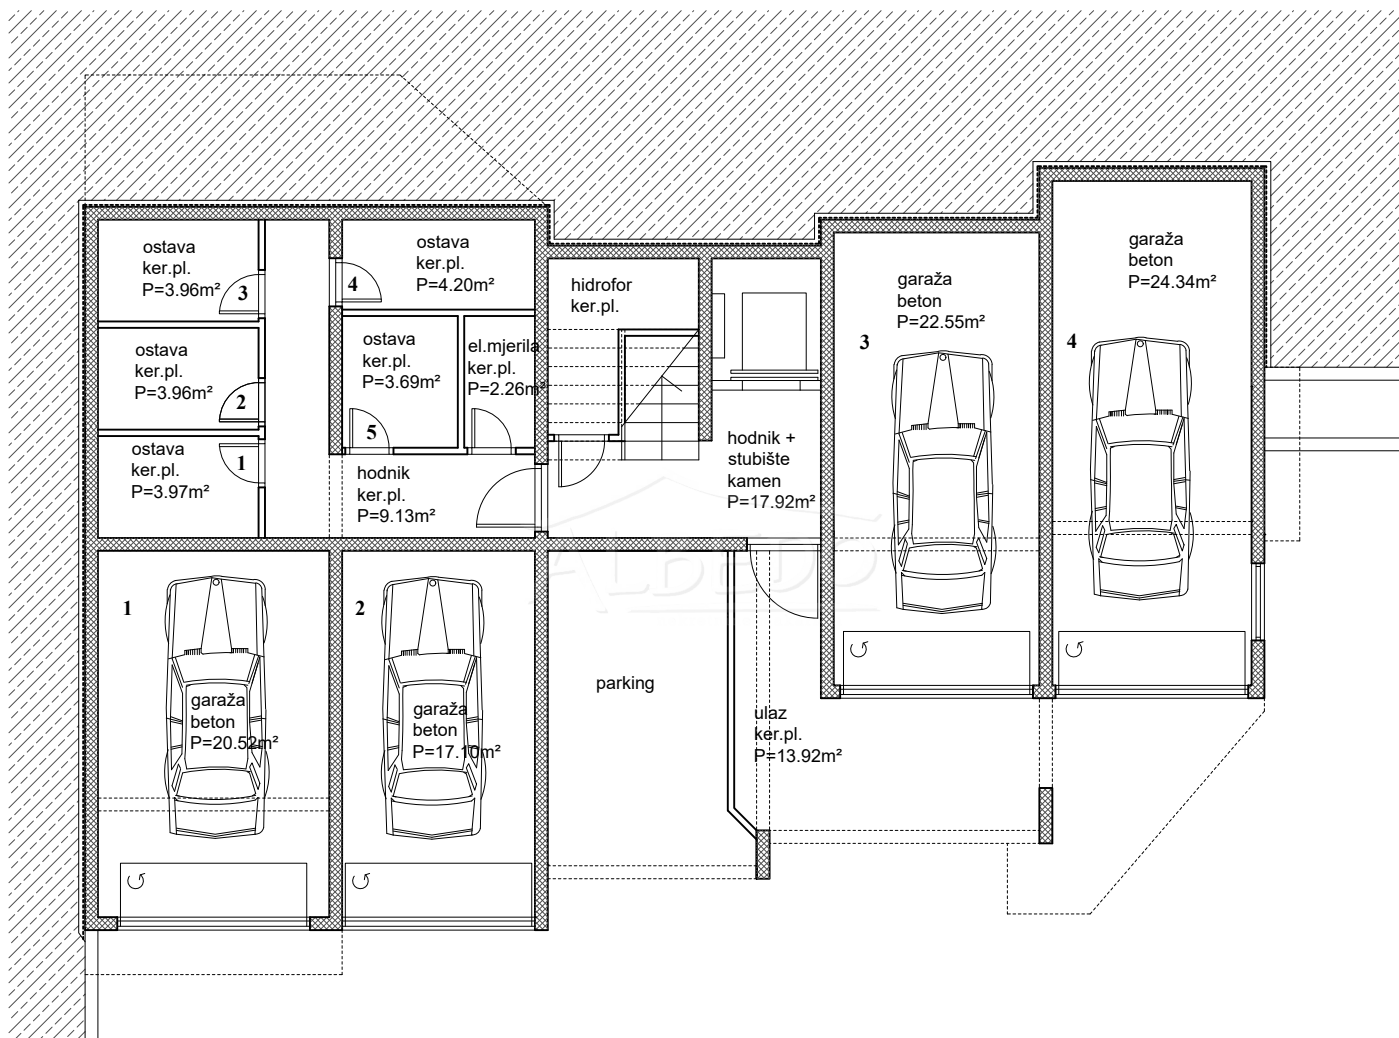 ostava
ker.pl.
P=3.96m²
3
4
ostava
ker.pl.
P=4.20m²
hidrofor
ker.pl.
garaža
beton
P=22.55m²
3
garaža
beton
P=24.34m²
4
ostava
ker.pl.
P=3.96m²
2
ostava
ker.pl.
P=3.69m²
5
el.mjerila
ker.pl.
P=2.26m²
ostava
ker.pl.
P=3.97m²
1
hodnik
ker.pl.
P=9.13m²
hodnik +
stubište
kamen
P=17.92m²
ALBEDO
1
garaža
beton
P=20.52m²
2
garaža
beton
P=17.10m²
parking
ulaz
ker.pl.
P=13.92m²